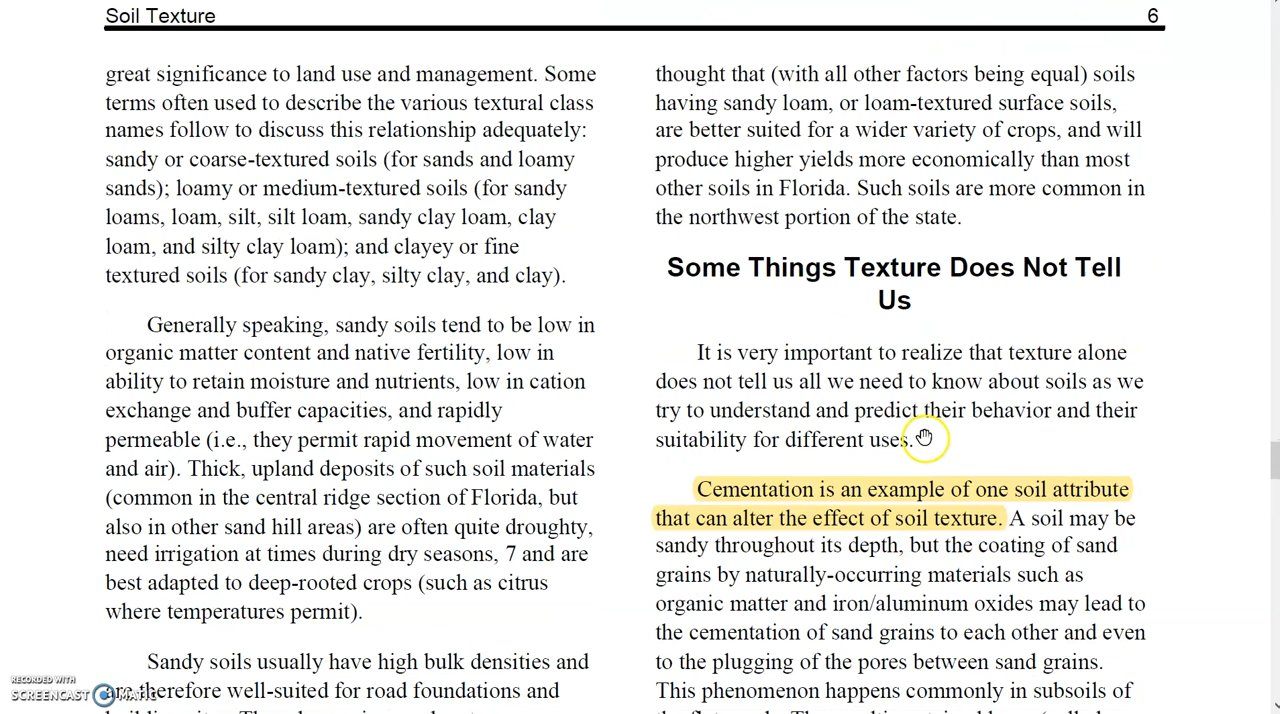 Soil Texture 6
great significance to land use and management. Some
terms often used to describe the various textural class
names follow to discuss this relationship adequately:
sandy or coarse-textured soils (for sands and loamy
sands); loamy or medium-textured soils (for sandy
loams, loam, silt, silt loam, sandy clay loam, clay
loam, and silty clay loam); and clayey or fine
textured soils (for sandy clay, silty clay, and clay).
Generally speaking, sandy soils tend to be low in
organic matter content and native fertility, low in
ability to retain moisture and nutrients, low in cation
exchange and buffer capacities, and rapidly
permeable (i.e., they permit rapid movement of water
and air). Thick, upland deposits of such soil materials
(common in the central ridge section of Florida, but
also in other sand hill areas) are often quite droughty,
need irrigation at times during dry seasons, 7 and are
best adapted to deep-rooted crops (such as citrus
where temperatures permit).
Sandy soils usually have high bulk densities and
therefore well-suited for road foundations and
thought that (with all other factors being equal) soils
having sandy loam, or loam-textured surface soils,
are better suited for a wider variety of crops, and will
produce higher yields more economically than most
other soils in Florida. Such soils are more common in
the northwest portion of the state.
Some Things Texture Does Not Tell
Us
It is very important to realize that texture alone
does not tell us all we need to know about soils as we
try to understand and predict their behavior and their
suitability for different uses.
Cementation is an example of one soil attribute
that can alter the effect of soil texture. A soil may be
sandy throughout its depth, but the coating of sand
grains by naturally-occurring materials such as
organic matter and iron/aluminum oxides may lead to
the cementation of sand grains to each other and even
to the plugging of the pores between sand grains.
This phenomenon happens commonly in subsoils of
RECORDED WITH
SCREENCAST MATIC